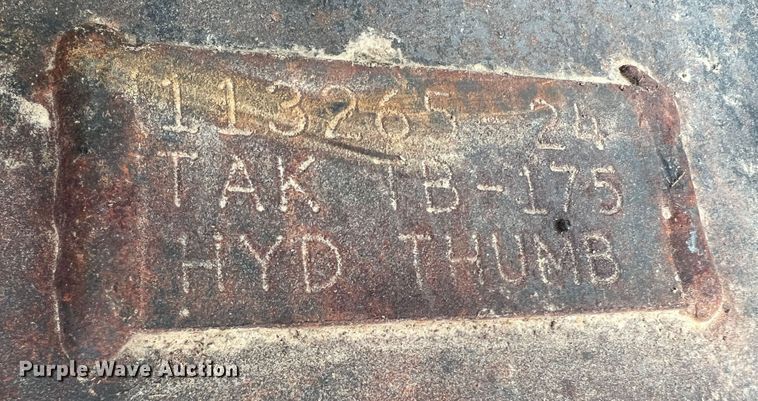 113265-24
TAK TB-175
HYD THUMB
Purple Wave Auction